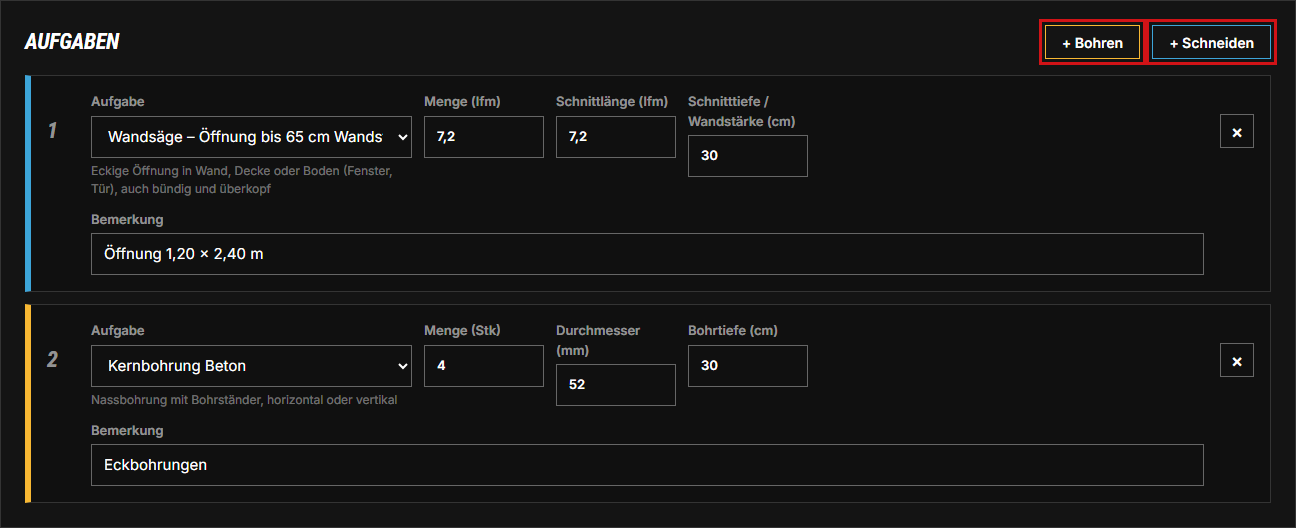 AUFGABEN
+ Bohren
+ Schneiden
1
Aufgabe
Menge (lfm)
Schnittlänge (lfm)
Schnitttiefe /
Wandstärke (cm)
Wandsäge – Öffnung bis 65 cm Wands
7,2
7,2
30
×
Eckige Öffnung in Wand, Decke oder Boden (Fenster,
Tür), auch bündig und überkopf
Bemerkung
Öffnung 1,20 × 2,40 m
2
Aufgabe
Menge (Stk)
Durchmesser
(mm)
Bohrtiefe (cm)
Kernbohrung Beton
4
52
30
×
Nassbohrung mit Bohrständer, horizontal oder vertikal
Bemerkung
Eckbohrungen